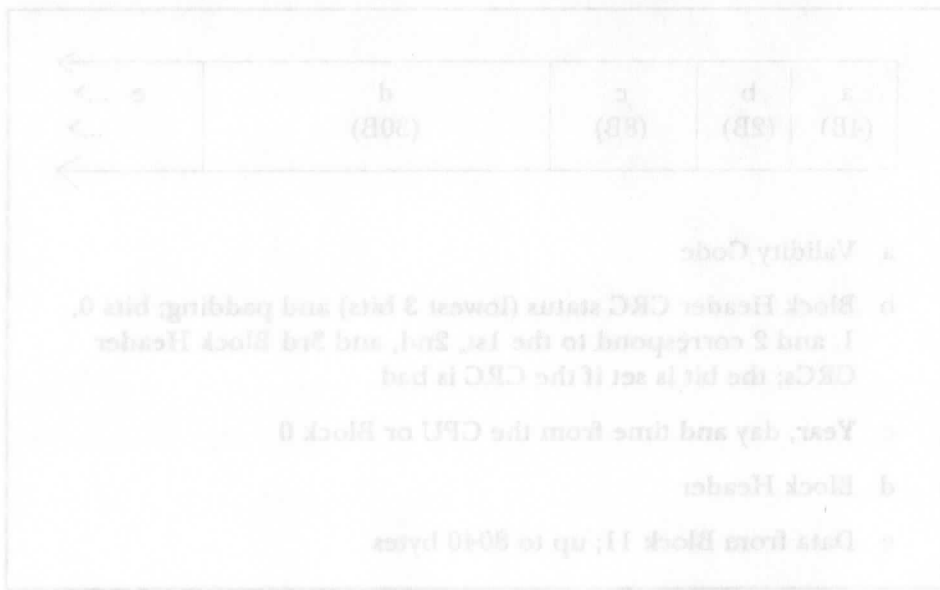 a b c d e ...>
(4B) (2B) (8B) (30B) ...>
a Validity Code
b Block Header CRC status (lowest 3 bits) and padding; bits 0,
1 and 2 correspond to the 1st, 2nd, and 3rd Block Header
CRCs; the bit is set if the CRC is bad
c Year, day and time from the CPU or Block 0
d Block Header
e Data from Block 11; up to 8040 bytes